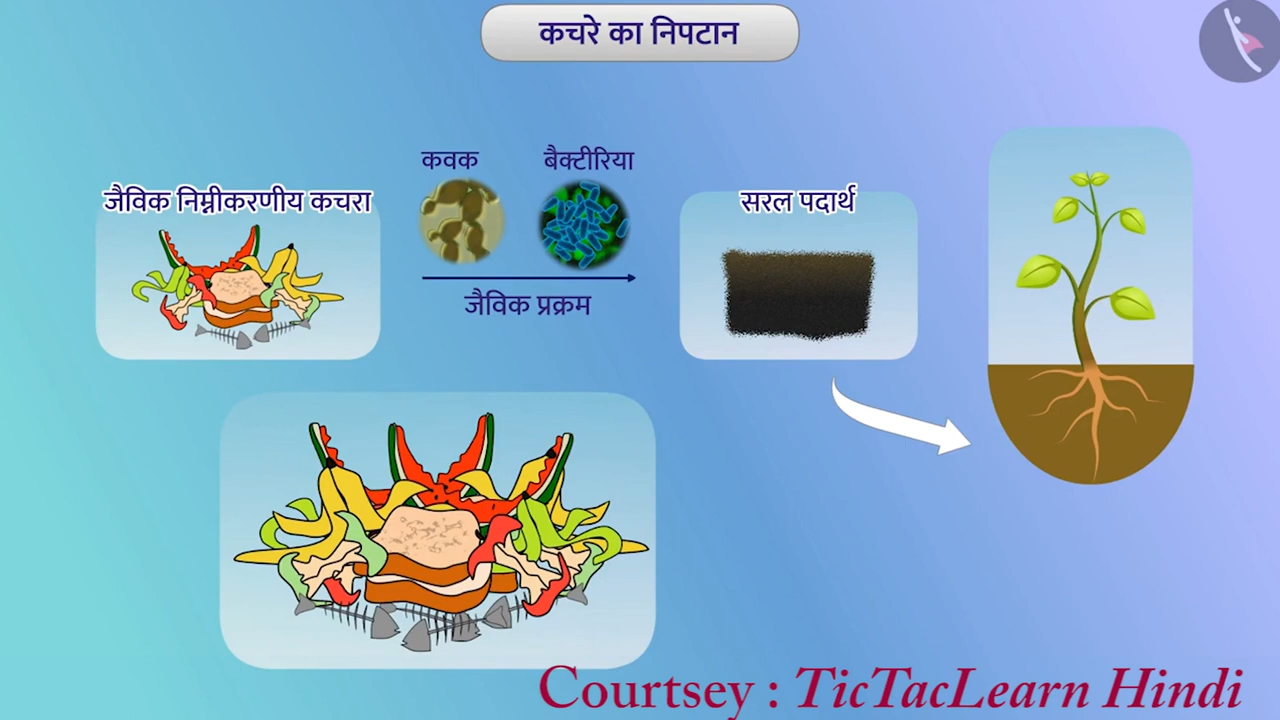 कचरे का निपटान
कवक
बैक्टीरिया
जैविक निम्नीकरणीय कचरा
सरल पदार्थ
जैविक प्रक्रम
Courtsey : TicTacLearn Hindi